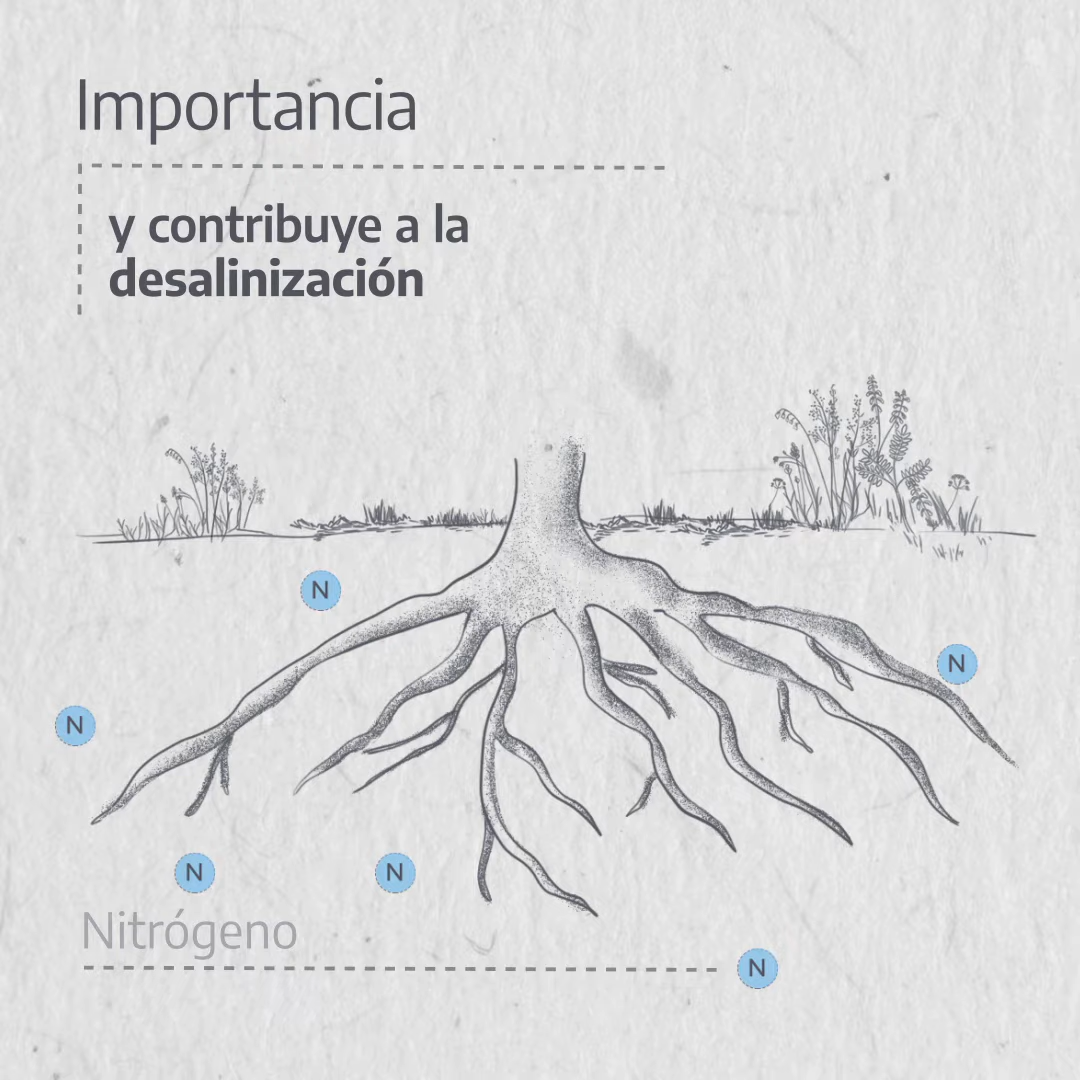 Importancia
y contribuye a la
desalinización
N
N
N
N
N
Nitrógeno
N